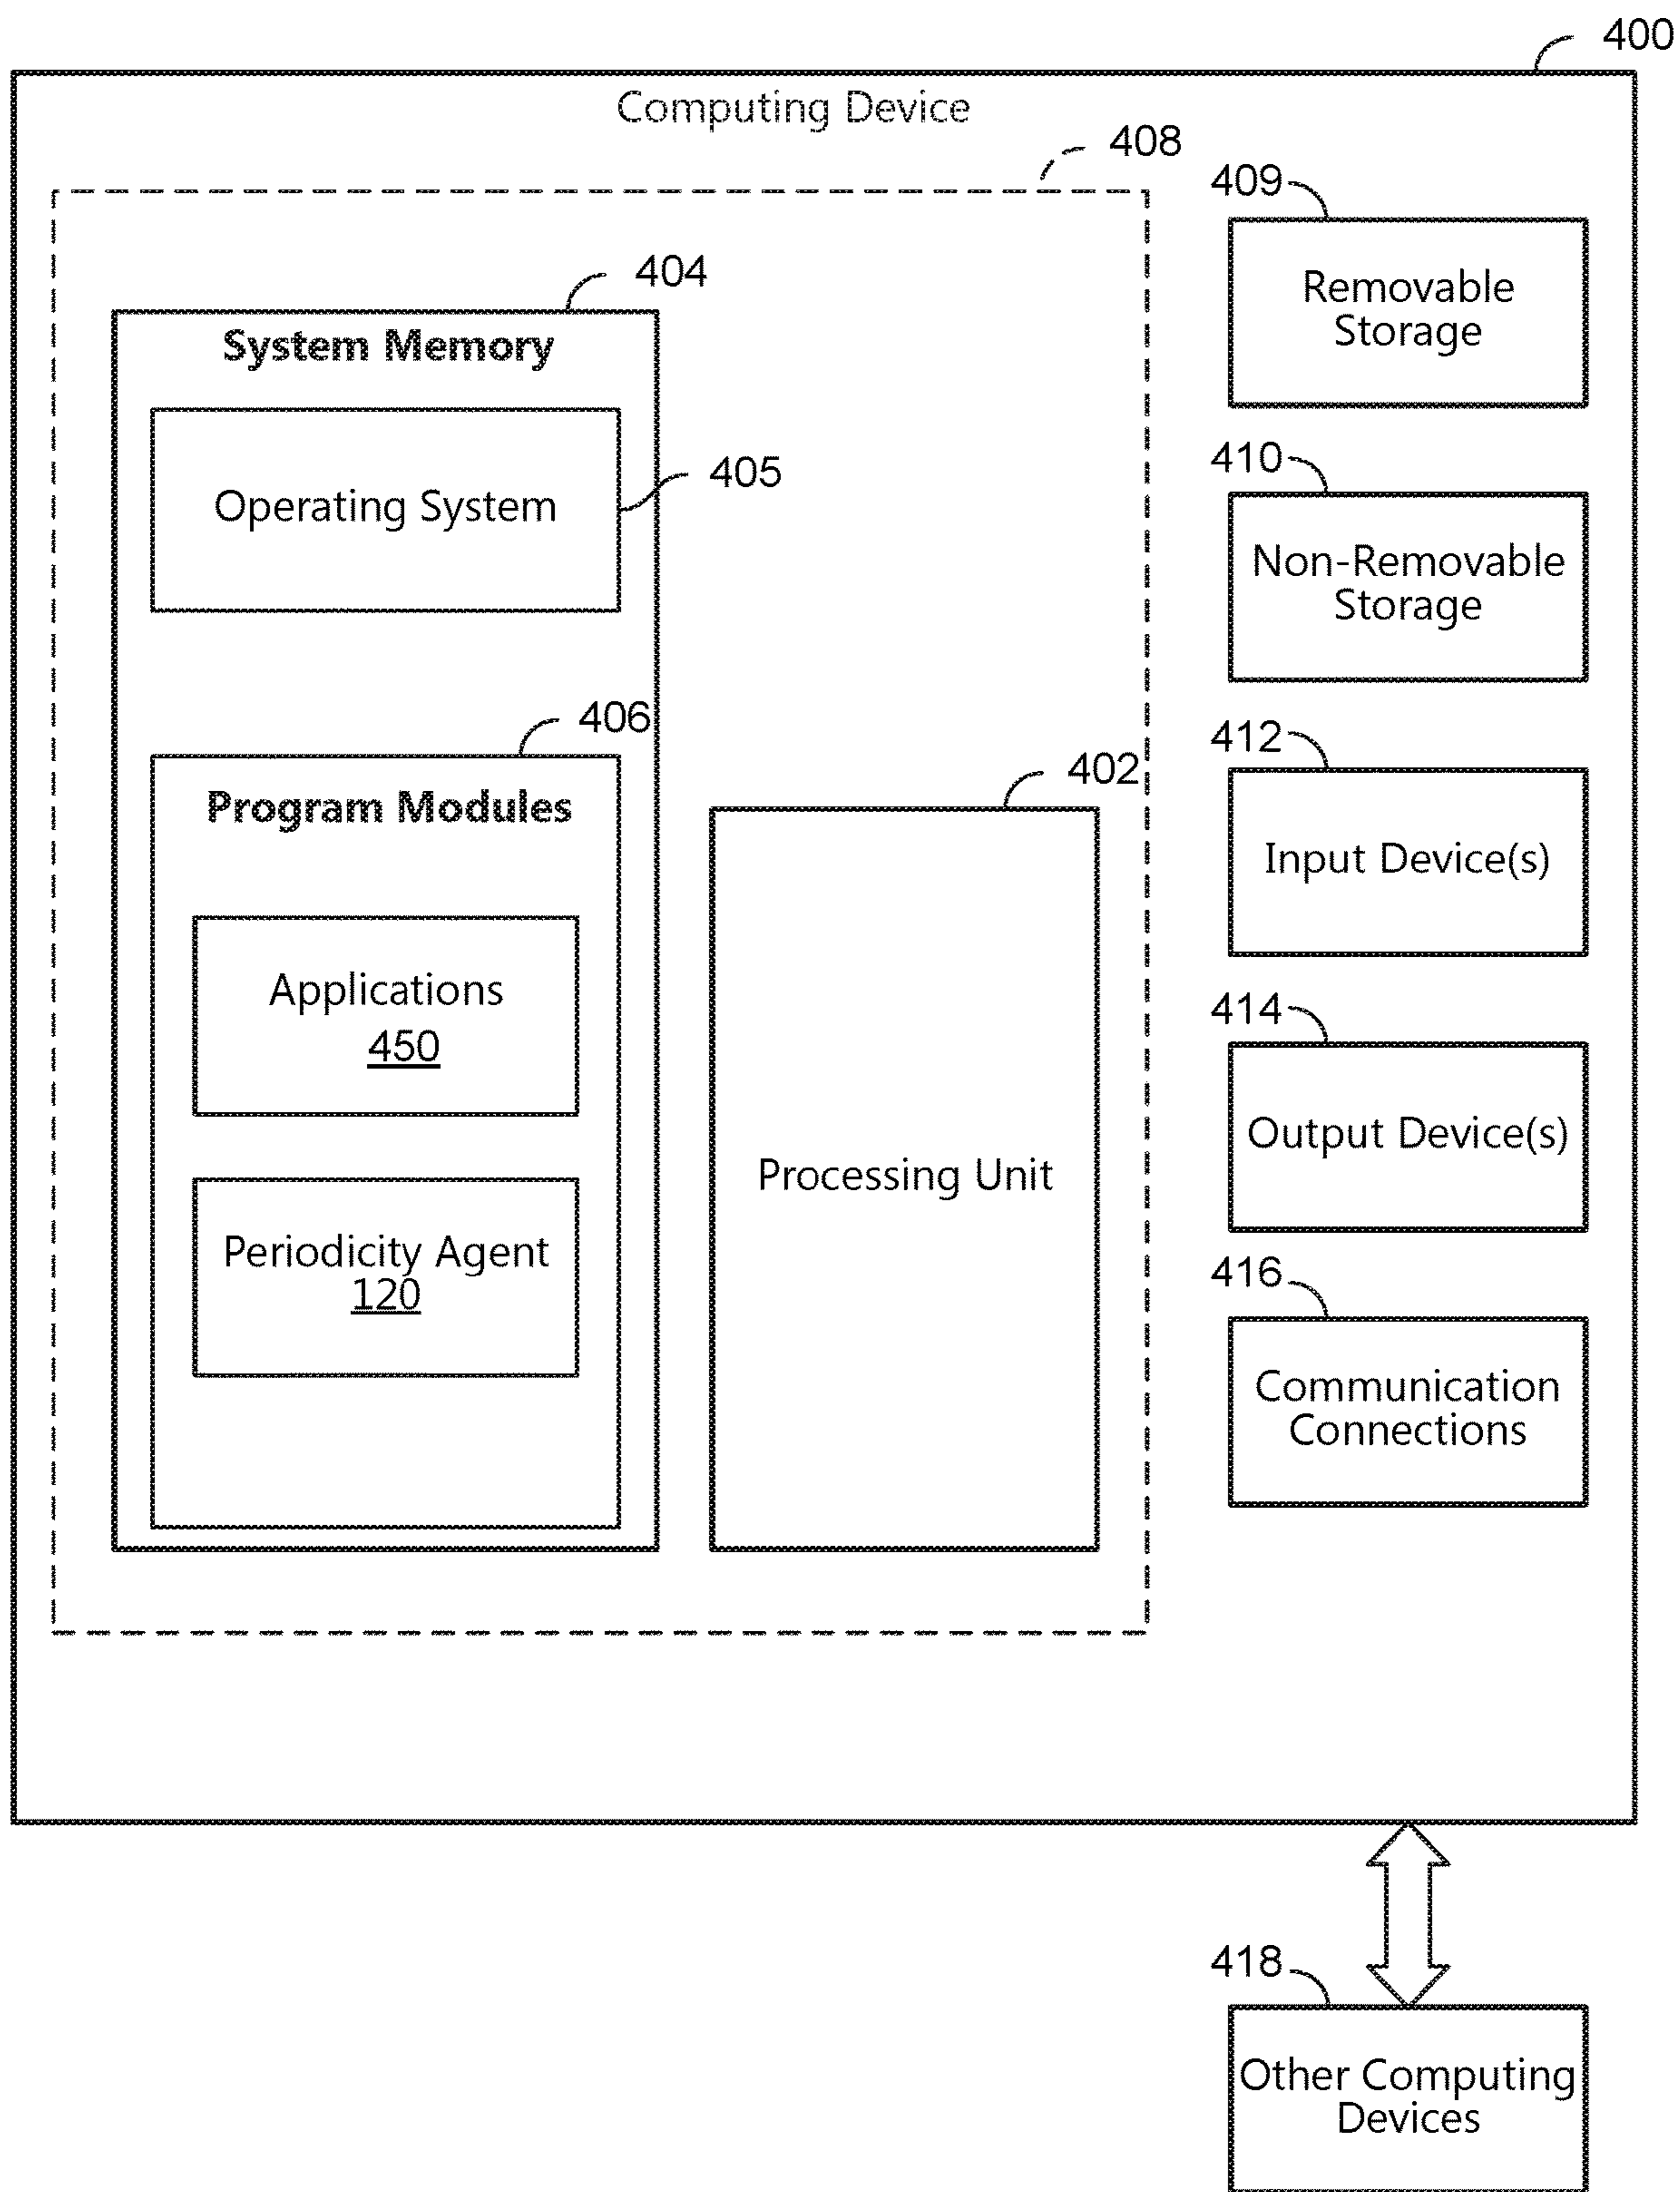 400
Computing Device
408
409
Removable
Storage
404
System Memory
Operating System
405
410
Non-Removable
Storage
406
Program Modules
402
412
Input Device(s)
Applications
450
414
Output Device(s)
Processing Unit
Periodicity Agent
120
416
Communication
Connections
418
Other Computing
Devices